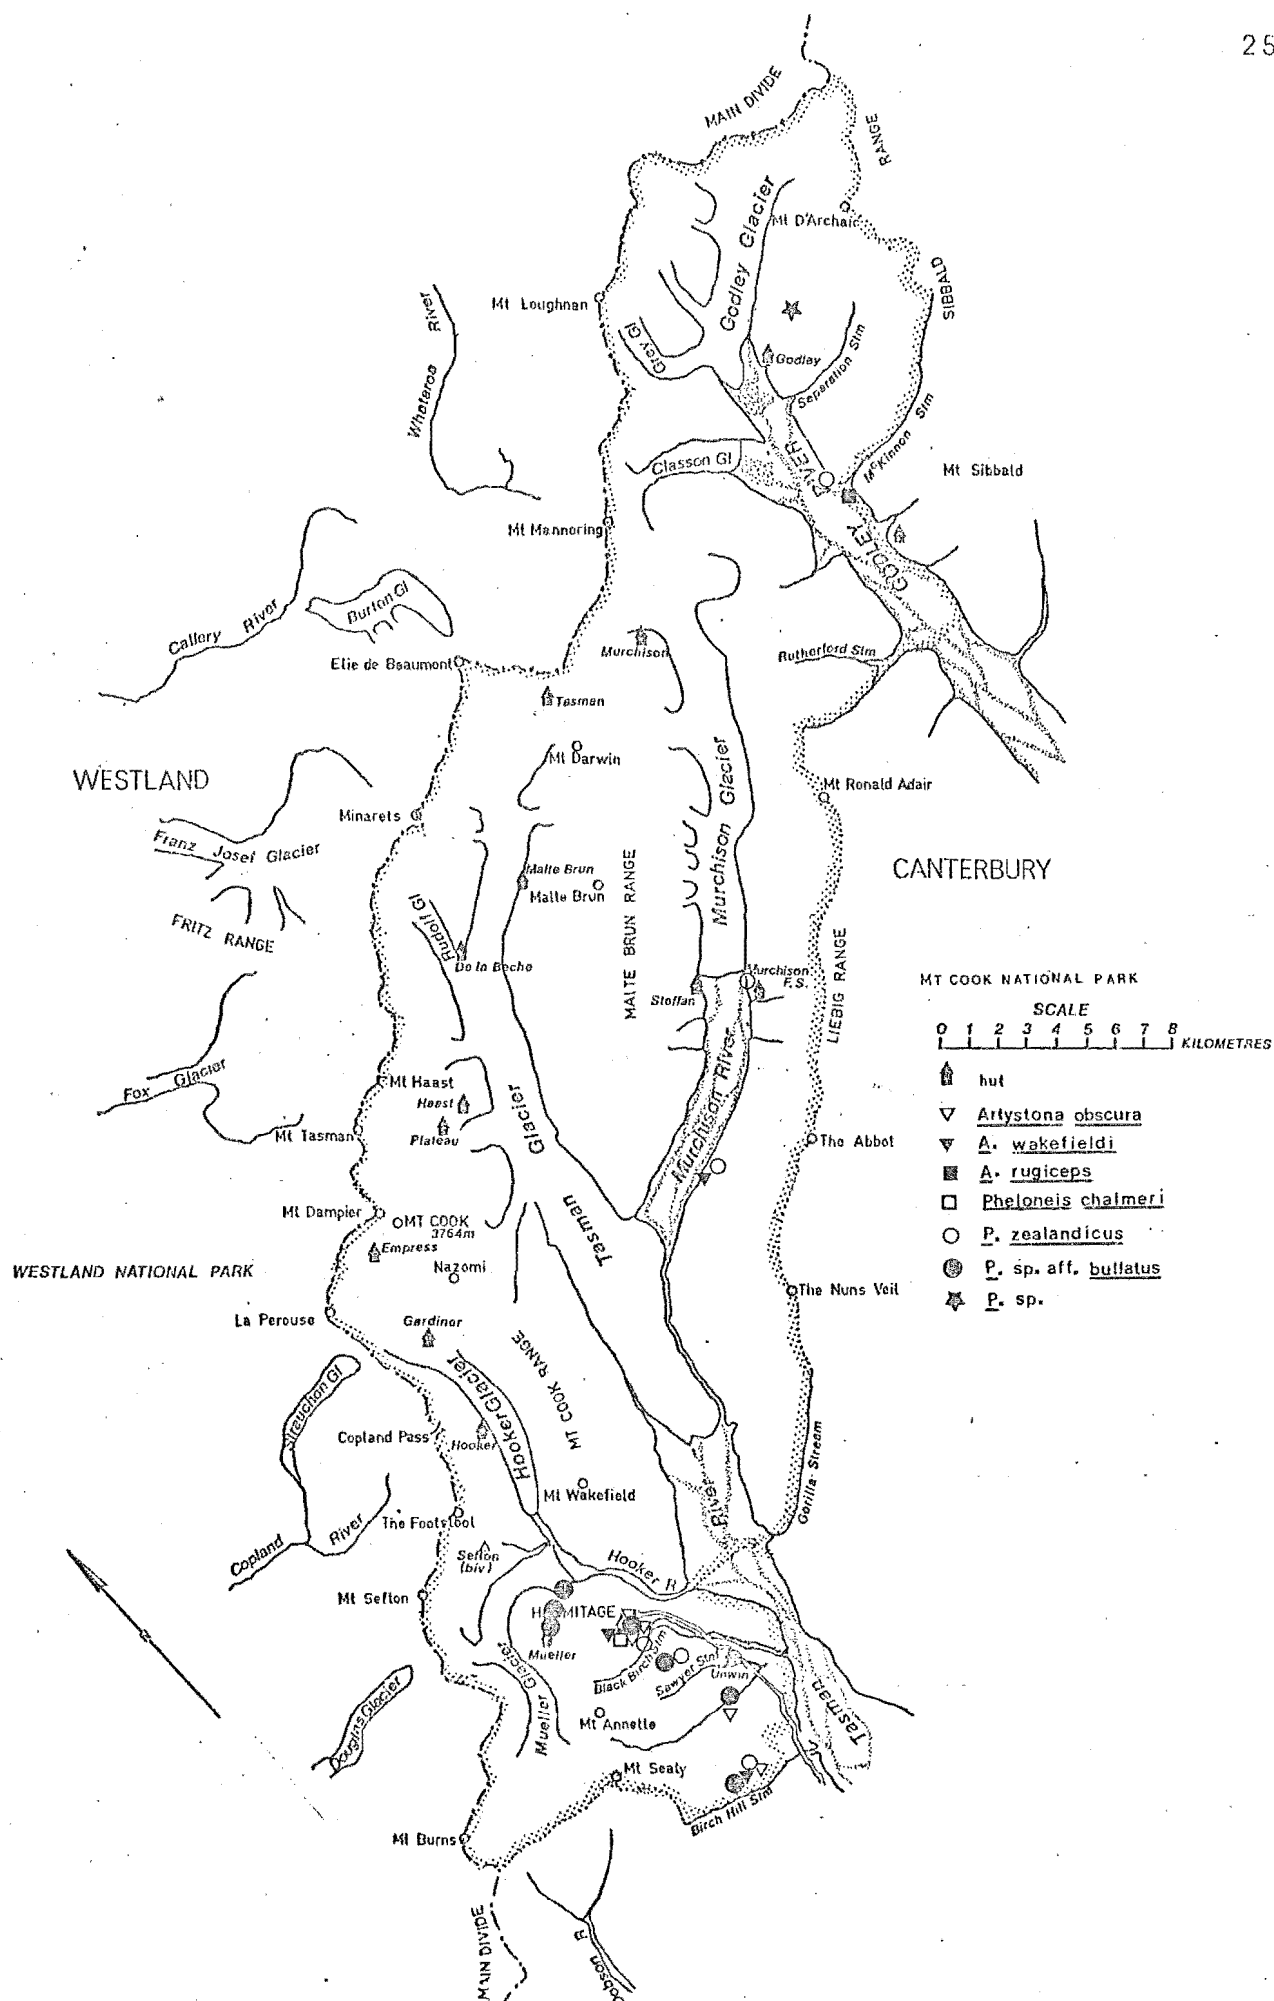 25
MAIN DIVIDE
RANGE
Godley Glacier
Mt D'Archaic
SIBBALD
Mt Loughnan
Whataroa River
Grey Gl
Godley
Separation Stm
McKinnon Stm
Classon Gl
GODLEY RIVER
Mt Sibbald
Mt Mannoring
Burton Gl
Callery River
Elie de Beaumont
Murchison
Rutherford Stm
Tasman
Mt Darwin
WESTLAND
Murchison Glacier
Mt Ronald Adair
Minarets
Franz Josef Glacier
CANTERBURY
Malte Brun
Malte Brun
MALTE BRUN RANGE
FRITZ RANGE
Rudolf Gl
De la Beche
LIEBIG RANGE
Murchison
F.S.
Stoffan
MT COOK NATIONAL PARK
SCALE
0 1 2 3 4 5 6 7 8
KILOMETRES
hut
Artystona obscura
A. wakefieldi
A. rugiceps
Pheloneis chalmeri
P. zealandicus
P. sp. aff. bullatus
P. sp.
Fox Glacier
Mt Haast
Haast
Plateau
Mt Tasman
Tasman Glacier
Murchison River
The Abbot
Mt Dampier
MT COOK
3764m
Empress
Nazomi
WESTLAND NATIONAL PARK
The Nuns Veil
La Perouse
Gardiner
MT COOK RANGE
Hooker Glacier
Strauchon Gl
Copland Pass
Hooker
Gorilla Stream
Mt Wakefield
The Footstool
Copland River
Sefton
(biv)
Hooker R
Tasman River
Mt Sefton
HERMITAGE
Mueller
Black Birch Stm
Sawyer Stm
Unwin
Mueller Glacier
Mt Annette
Douglas Glacier
Mt Sealy
Birch Hill Stm
Mt Burns
MAIN DIVIDE
Dobson R